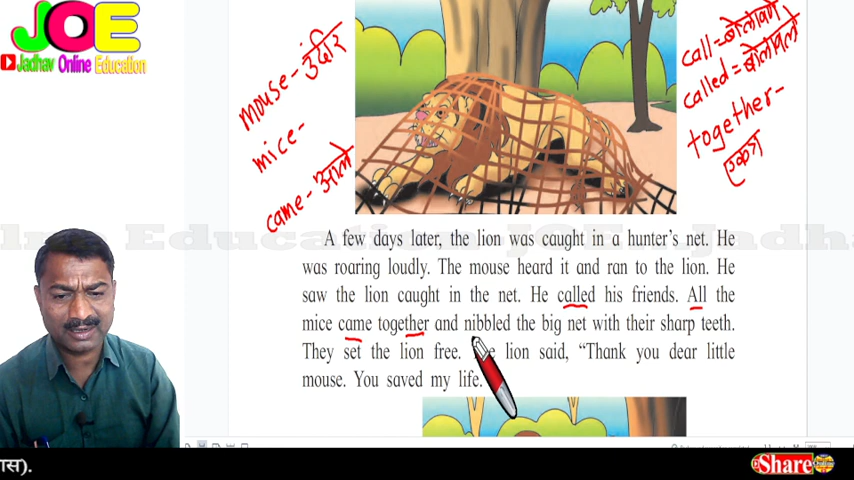 JOE
Jadhav Online Education
mouse - उंदीर
mice -
came - आले
call = बोलावणे
called = बोलावले
together -
एकत्र
A few days later, the lion was caught in a hunter's net. He
was roaring loudly. The mouse heard it and ran to the lion. He
saw the lion caught in the net. He called his friends. All the
mice came together and nibbled the big net with their sharp teeth.
They set the lion free. lion said, “Thank you dear little
mouse. You saved my life.
Share